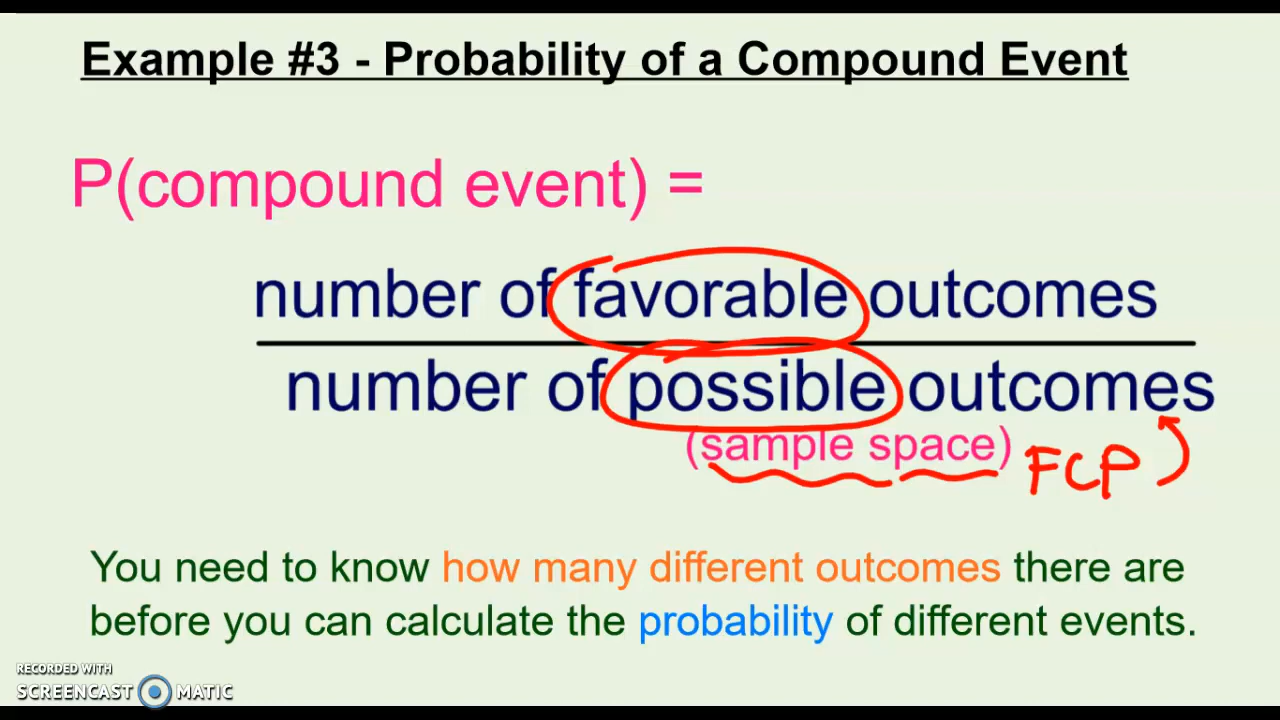 Example #3 - Probability of a Compound Event
P(compound event) =
number of favorable outcomes
number of possible outcomes
(sample space) FCP
You need to know how many different outcomes there are
before you can calculate the probability of different events.
RECORDED WITH
SCREENCAST MATIC